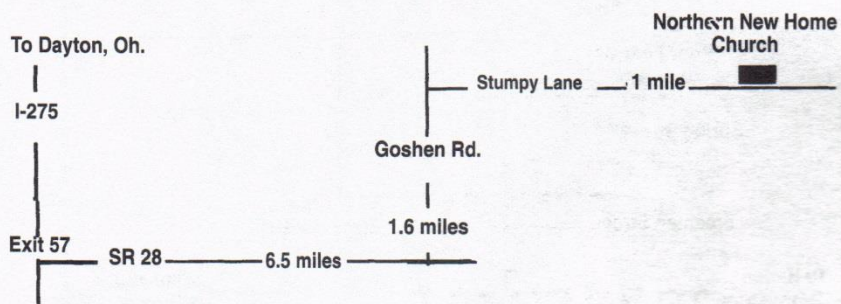 Northern New Home
Church
To Dayton, Oh.
Stumpy Lane 1 mile
I-275
Goshen Rd.
1.6 miles
Exit 57
SR 28 6.5 miles